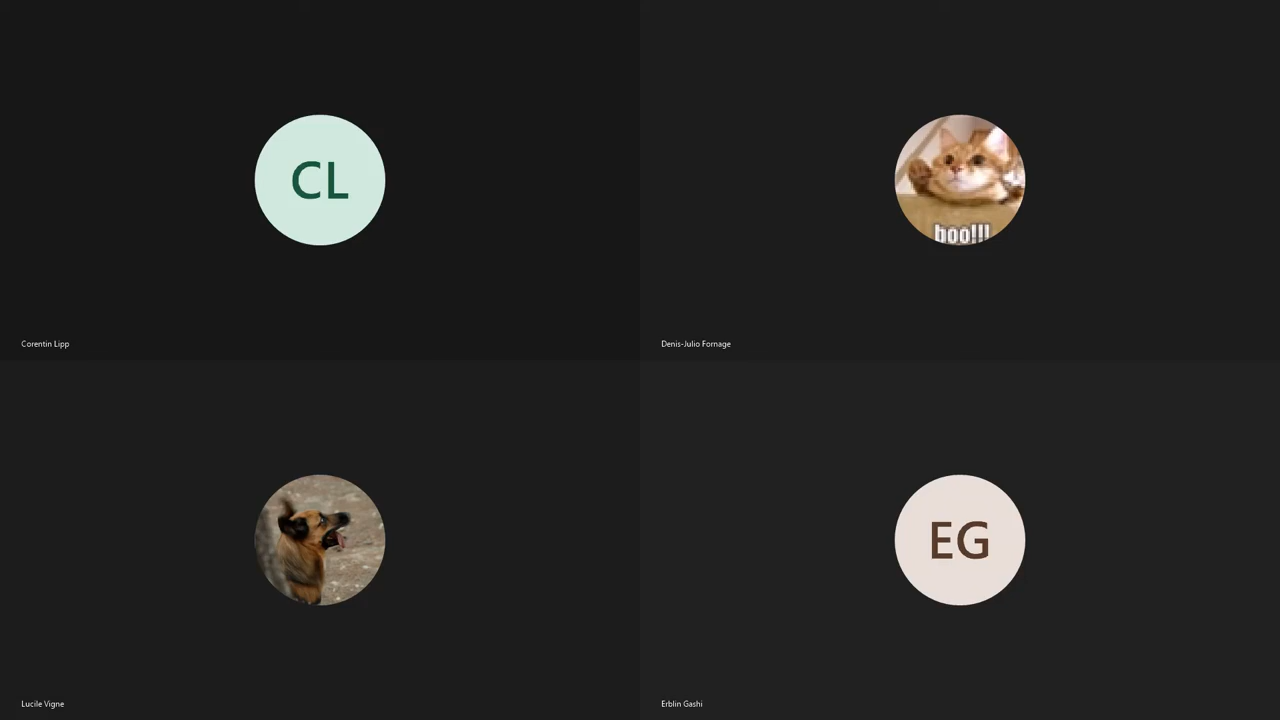 CL
boo!!!
Corentin Lipp
Denis-Julio Fornage
EG
Lucile Vigne
Erblin Gashi